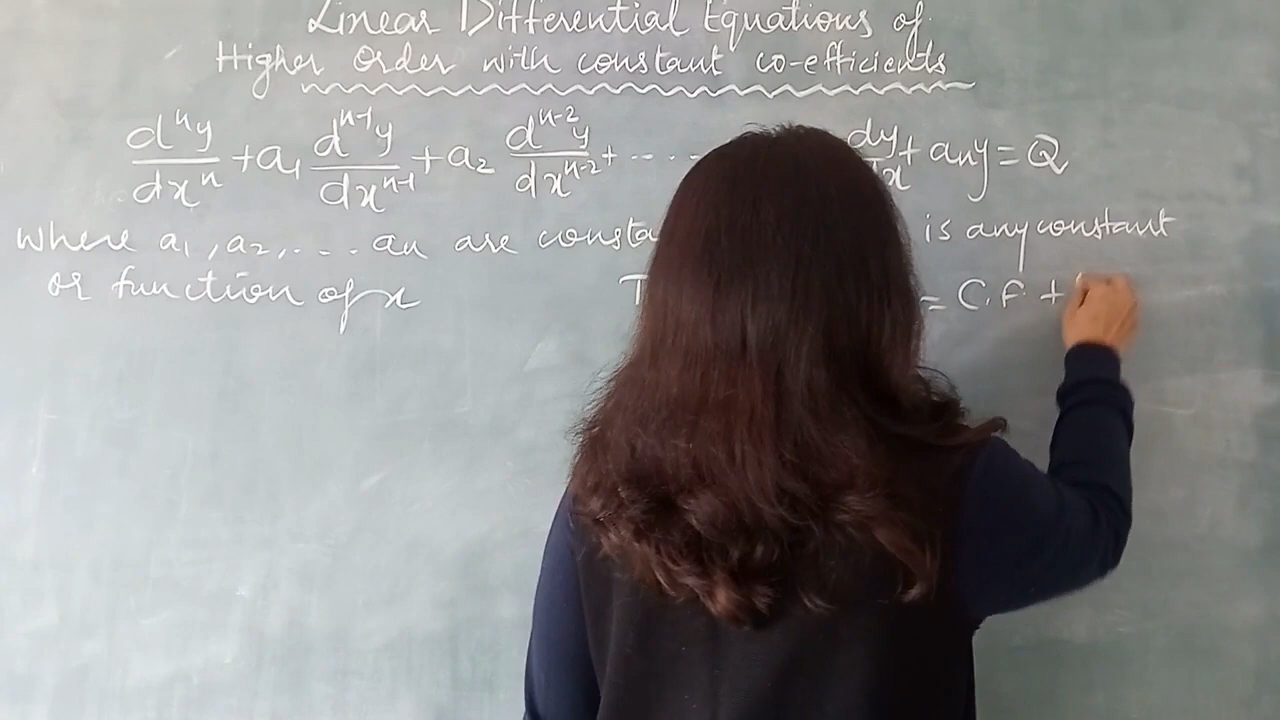 Linear Differential Equations of
Higher Order with constant co-efficients
dⁿy/dxⁿ + a₁ dⁿ⁻¹y/dxⁿ⁻¹ + a₂ dⁿ⁻²y/dxⁿ⁻² + ..... dy/dx + any = Q
where a₁, a₂, .... an are consta is any constant
or function of x T = C.F. +